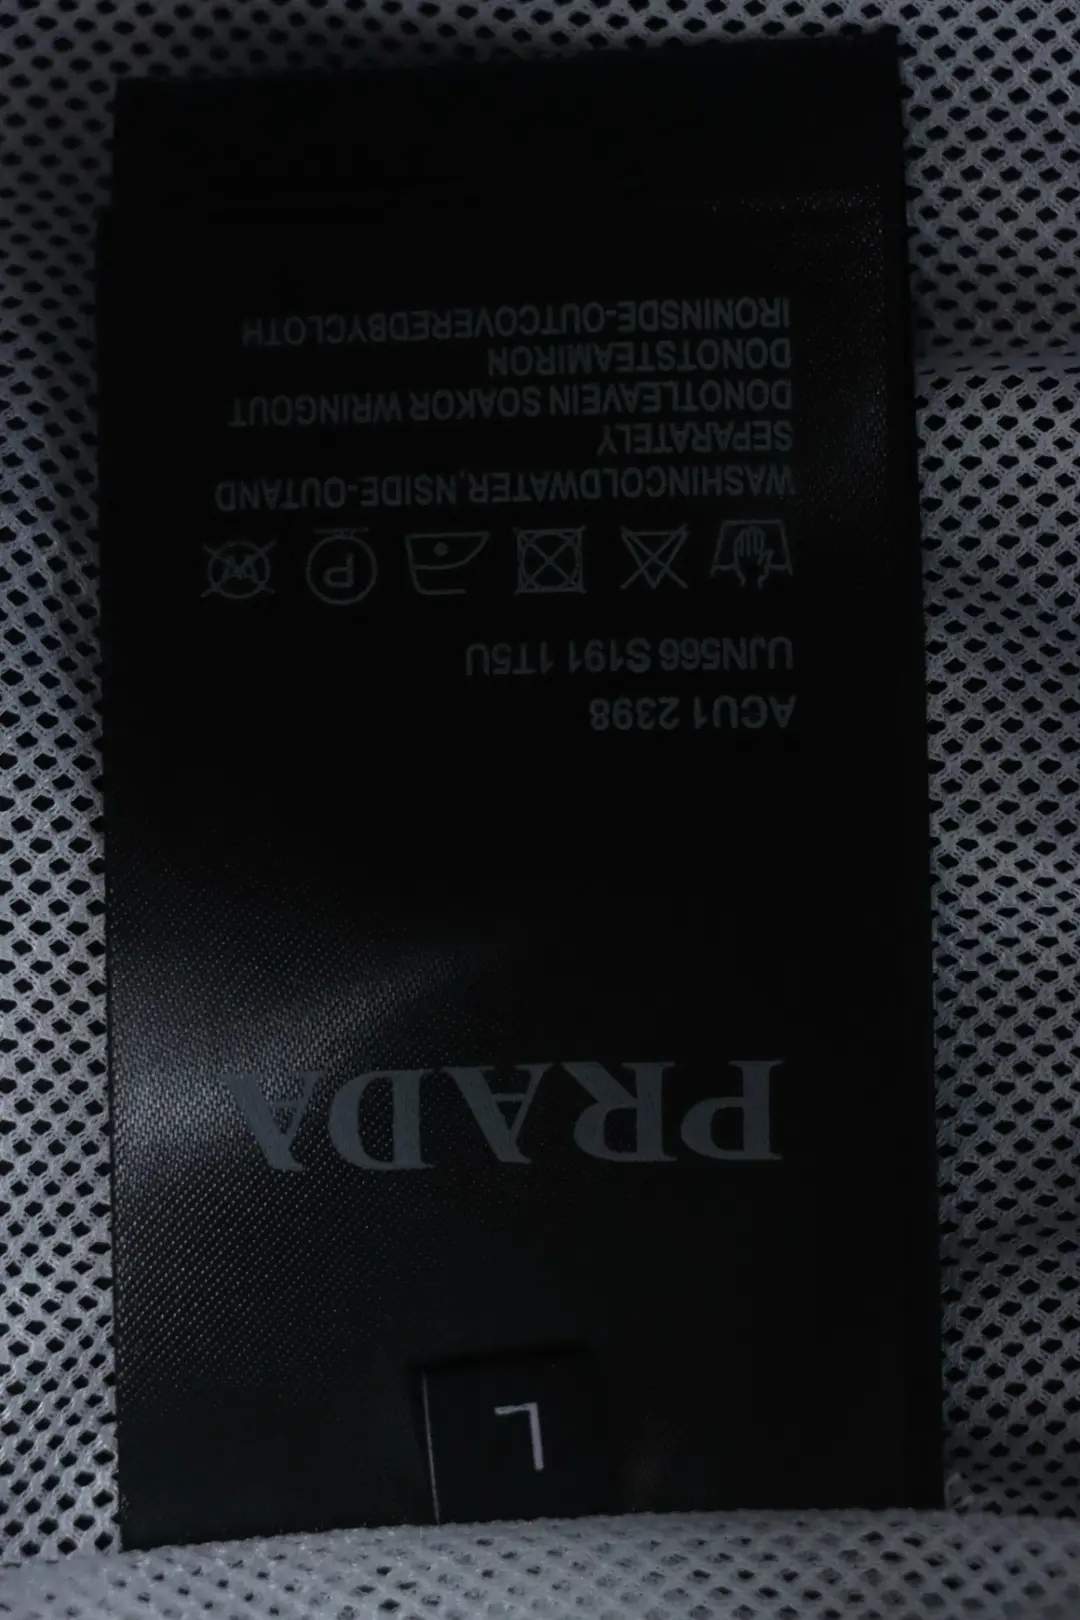 L
PRADA
ACU1 2398
UJN566 S191 1T5U
P W
WASHINCOLDWATER,NSIDE-OUTAND
SEPARATELY
DONOTLEAVEIN SOAKOR WRINGOUT
DONOTSTEAMIRON
IRONINSDE-OUTCOVEREDBYCLOTH